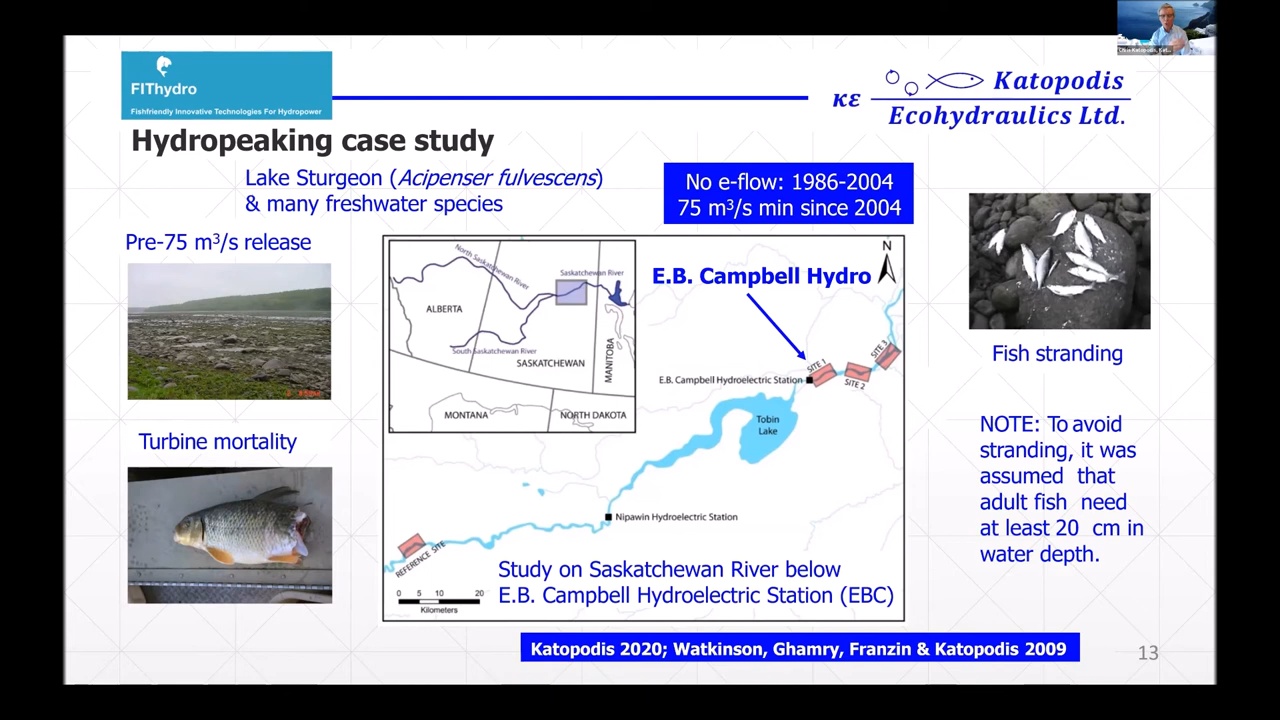 FIThydro
Fishfriendly Innovative Technologies For Hydropower
κε
Katopodis
Ecohydraulics Ltd.
Hydropeaking case study
Lake Sturgeon (Acipenser fulvescens)
& many freshwater species
No e-flow: 1986-2004
75 m³/s min since 2004
Pre-75 m³/s release
Turbine mortality
North Saskatchewan River
Saskatchewan River
ALBERTA
South Saskatchewan River
SASKATCHEWAN
MANITOBA
MONTANA
NORTH DAKOTA
N
E.B. Campbell Hydro
SITE 1
SITE 2
SITE 3
E.B. Campbell Hydroelectric Station
Tobin
Lake
Nipawin Hydroelectric Station
REFERENCE SITE
0 5 10 20
Kilometers
Study on Saskatchewan River below
E.B. Campbell Hydroelectric Station (EBC)
Fish stranding
NOTE: To avoid
stranding, it was
assumed that
adult fish need
at least 20 cm in
water depth.
Katopodis 2020; Watkinson, Ghamry, Franzin & Katopodis 2009
13